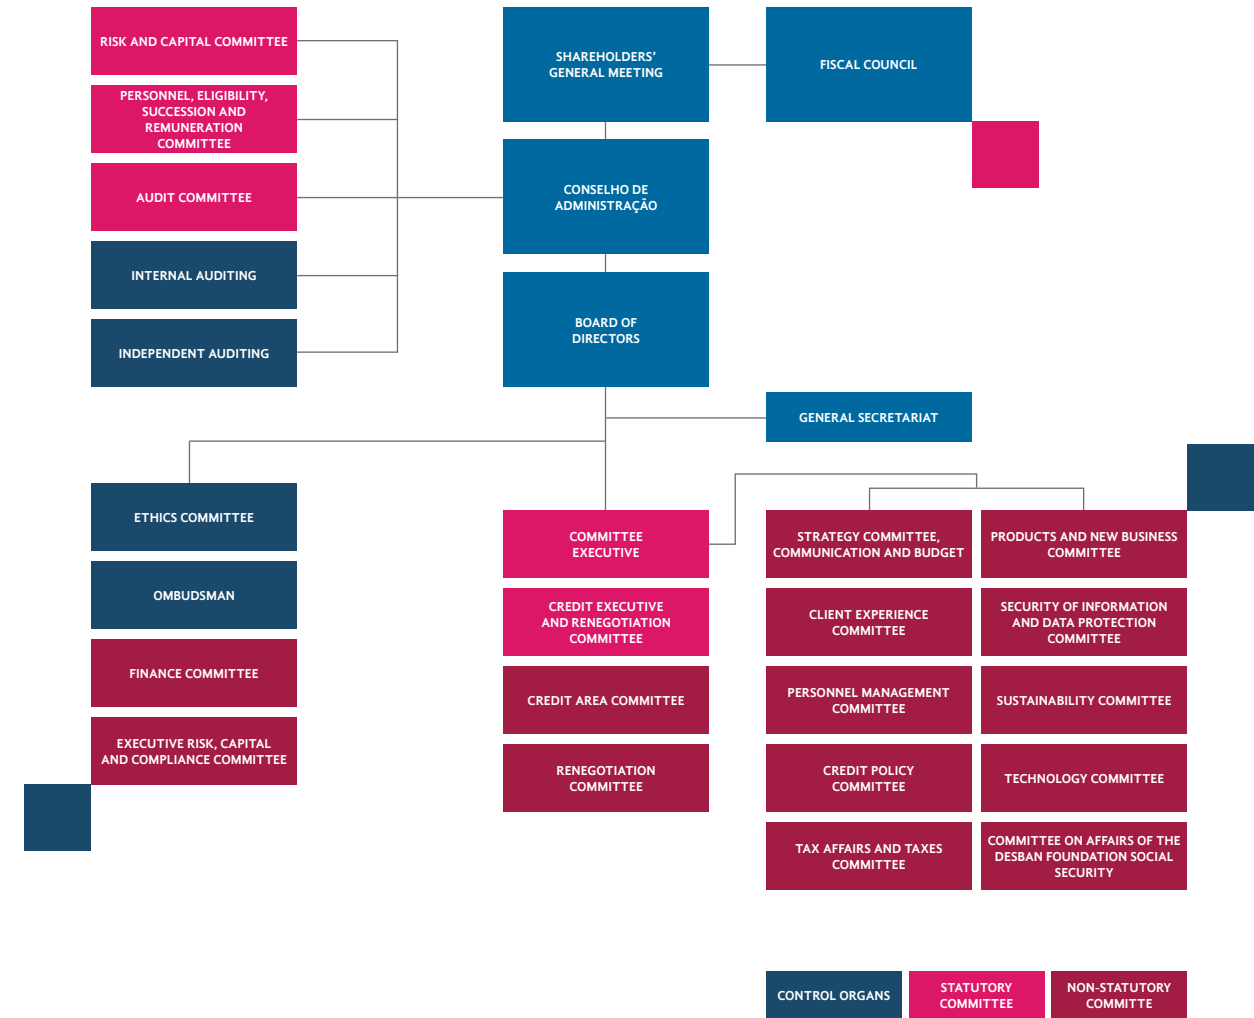 RISK AND CAPITAL COMMITTEE
PERSONNEL, ELIGIBILITY,
SUCCESSION AND
REMUNERATION
COMMITTEE
AUDIT COMMITTEE
INTERNAL AUDITING
INDEPENDENT AUDITING
SHAREHOLDERS’
GENERAL MEETING
FISCAL COUNCIL
CONSELHO DE
ADMINISTRAÇÃO
BOARD OF
DIRECTORS
GENERAL SECRETARIAT
ETHICS COMMITTEE
OMBUDSMAN
FINANCE COMMITTEE
EXECUTIVE RISK, CAPITAL
AND COMPLIANCE COMMITTEE
COMMITTEE
EXECUTIVE
CREDIT EXECUTIVE
AND RENEGOTIATION
COMMITTEE
CREDIT AREA COMMITTEE
RENEGOTIATION
COMMITTEE
STRATEGY COMMITTEE,
COMMUNICATION AND BUDGET
CLIENT EXPERIENCE
COMMITTEE
PERSONNEL MANAGEMENT
COMMITTEE
CREDIT POLICY
COMMITTEE
TAX AFFAIRS AND TAXES
COMMITTEE
PRODUCTS AND NEW BUSINESS
COMMITTEE
SECURITY OF INFORMATION
AND DATA PROTECTION
COMMITTEE
SUSTAINABILITY COMMITTEE
TECHNOLOGY COMMITTEE
COMMITTEE ON AFFAIRS OF THE
DESBAN FOUNDATION SOCIAL
SECURITY
CONTROL ORGANS
STATUTORY
COMMITTEE
NON-STATUTORY
COMMITTE